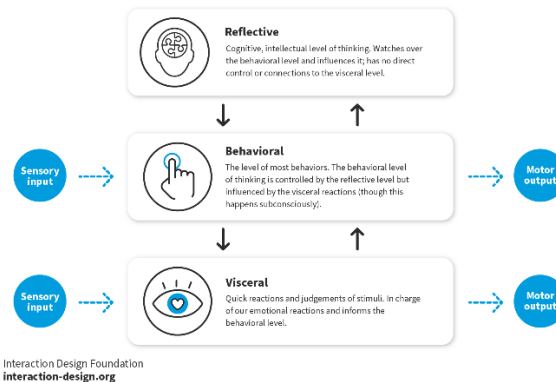 Reflective
Cognitive, intellectual level of thinking. Watches over
the behavioral level and influences it; has no direct
control or connections to the visceral level.
Sensory
input
Behavioral
The level of most behaviors. The behavioral level
of thinking is controlled by the reflective level but
influenced by the visceral reactions (though this
happens subconsciously).
Motor
output
Sensory
input
Visceral
Quick reactions and judgements of stimuli. In charge
of our emotional reactions and informs the
behavioral level.
Motor
output
Interaction Design Foundation
interaction-design.org